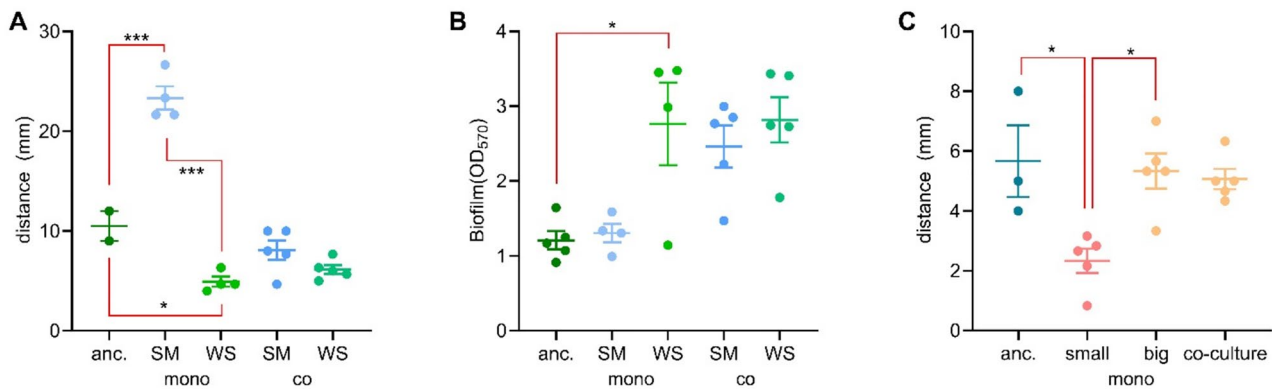 A
distance (mm)
30
20
10
0
***
***
*
anc. SM WS SM WS
mono co
B
Biofilm(OD570)
4
3
2
1
0
*
anc. SM WS SM WS
mono co
C
distance (mm)
10
8
6
4
2
0
* *
anc. small big co-culture
mono